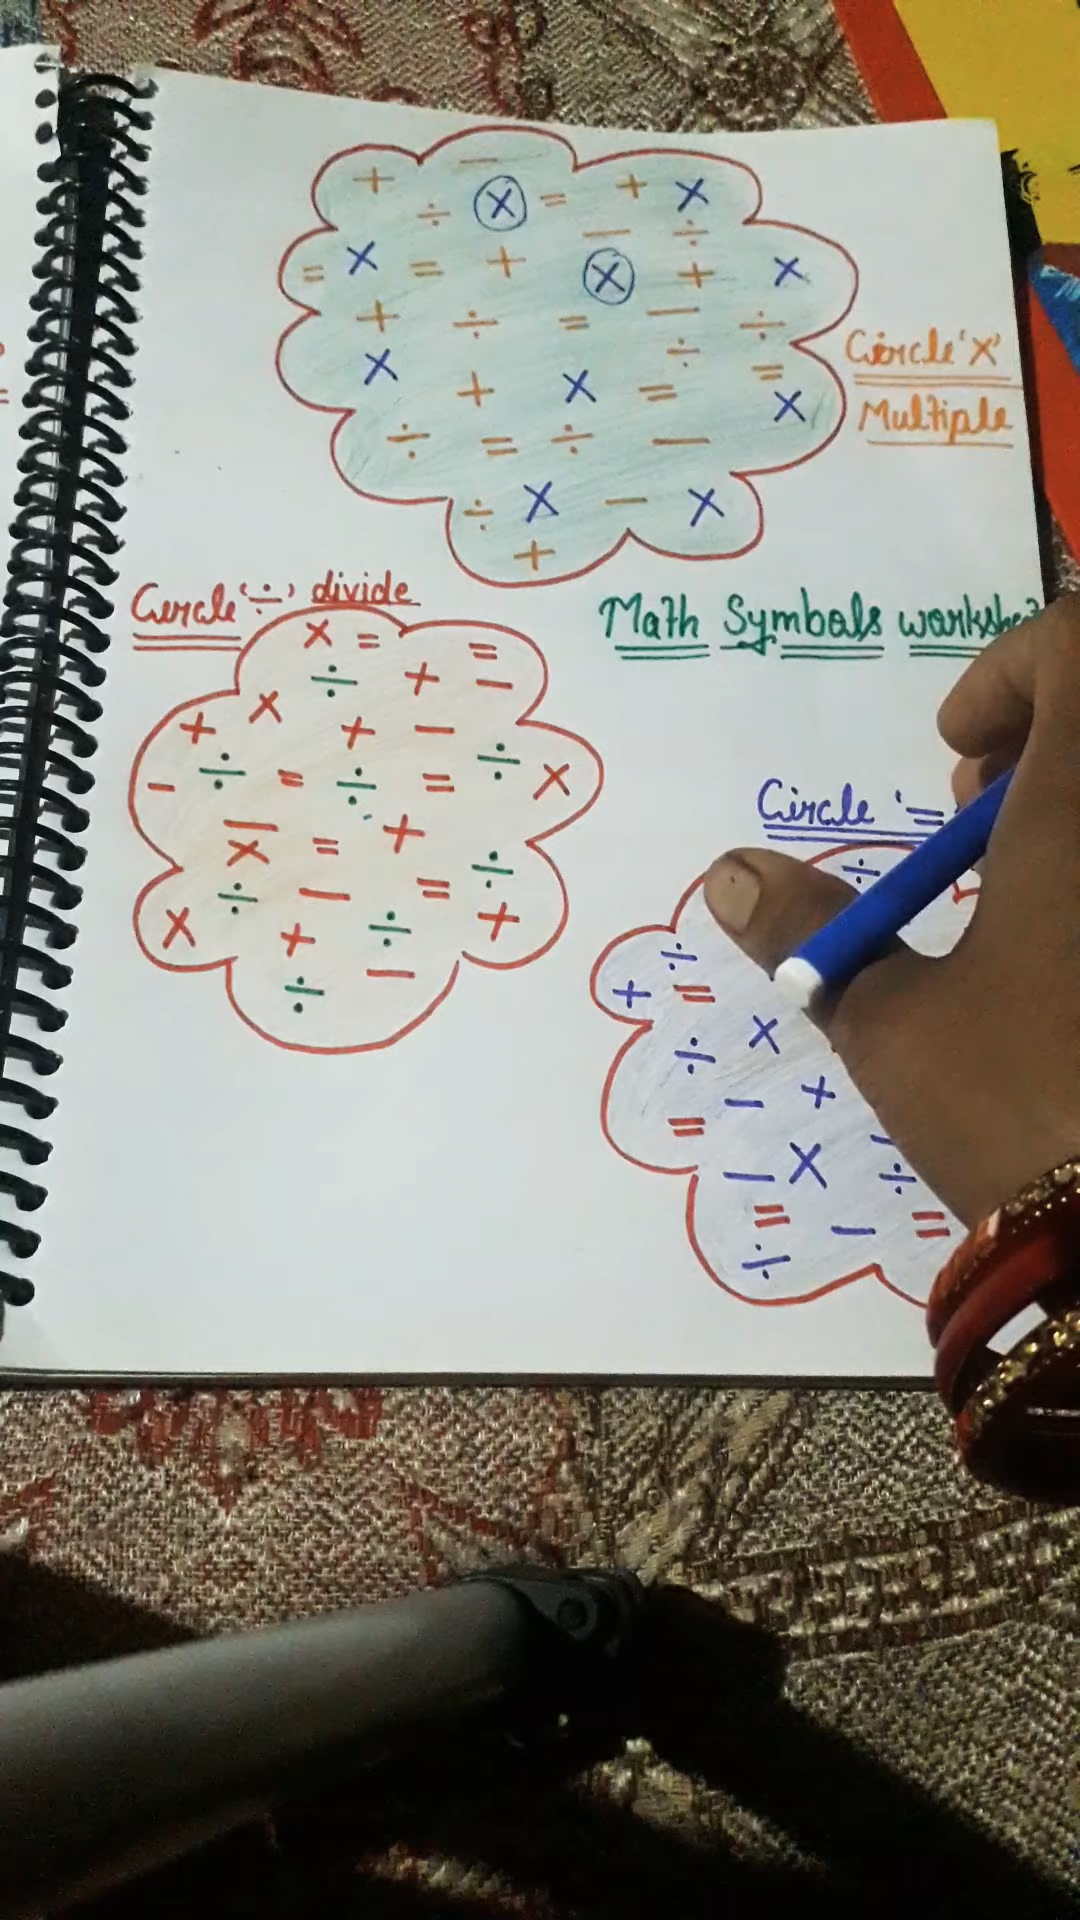 + − ÷ × = + ×
= × = + − ÷ × + ×
+ ÷ = − ÷
× + × = ÷ = ×
÷ = ÷ −
÷ × − ×
+
Circle 'x'
Multiple
Circle '÷' divide
× = =
÷ + −
+ × + − ÷ ×
− ÷ = ÷ =
− × = +
÷ − = ÷
× + ÷ +
÷ −
Math Symbols
Circle '='
÷
÷
+ =
÷ ×
− +
=
− × ÷
= − =
÷